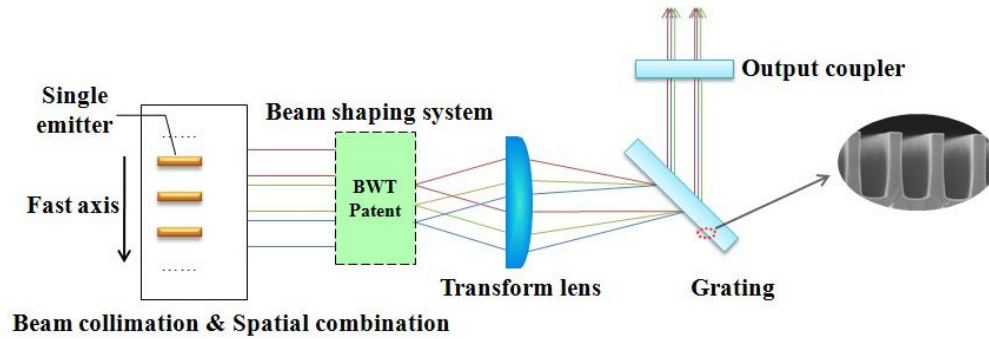 Output coupler
Single
emitter
Beam shaping system
......
Fast axis
BWT
Patent
......
Transform lens
Grating
Beam collimation & Spatial combination